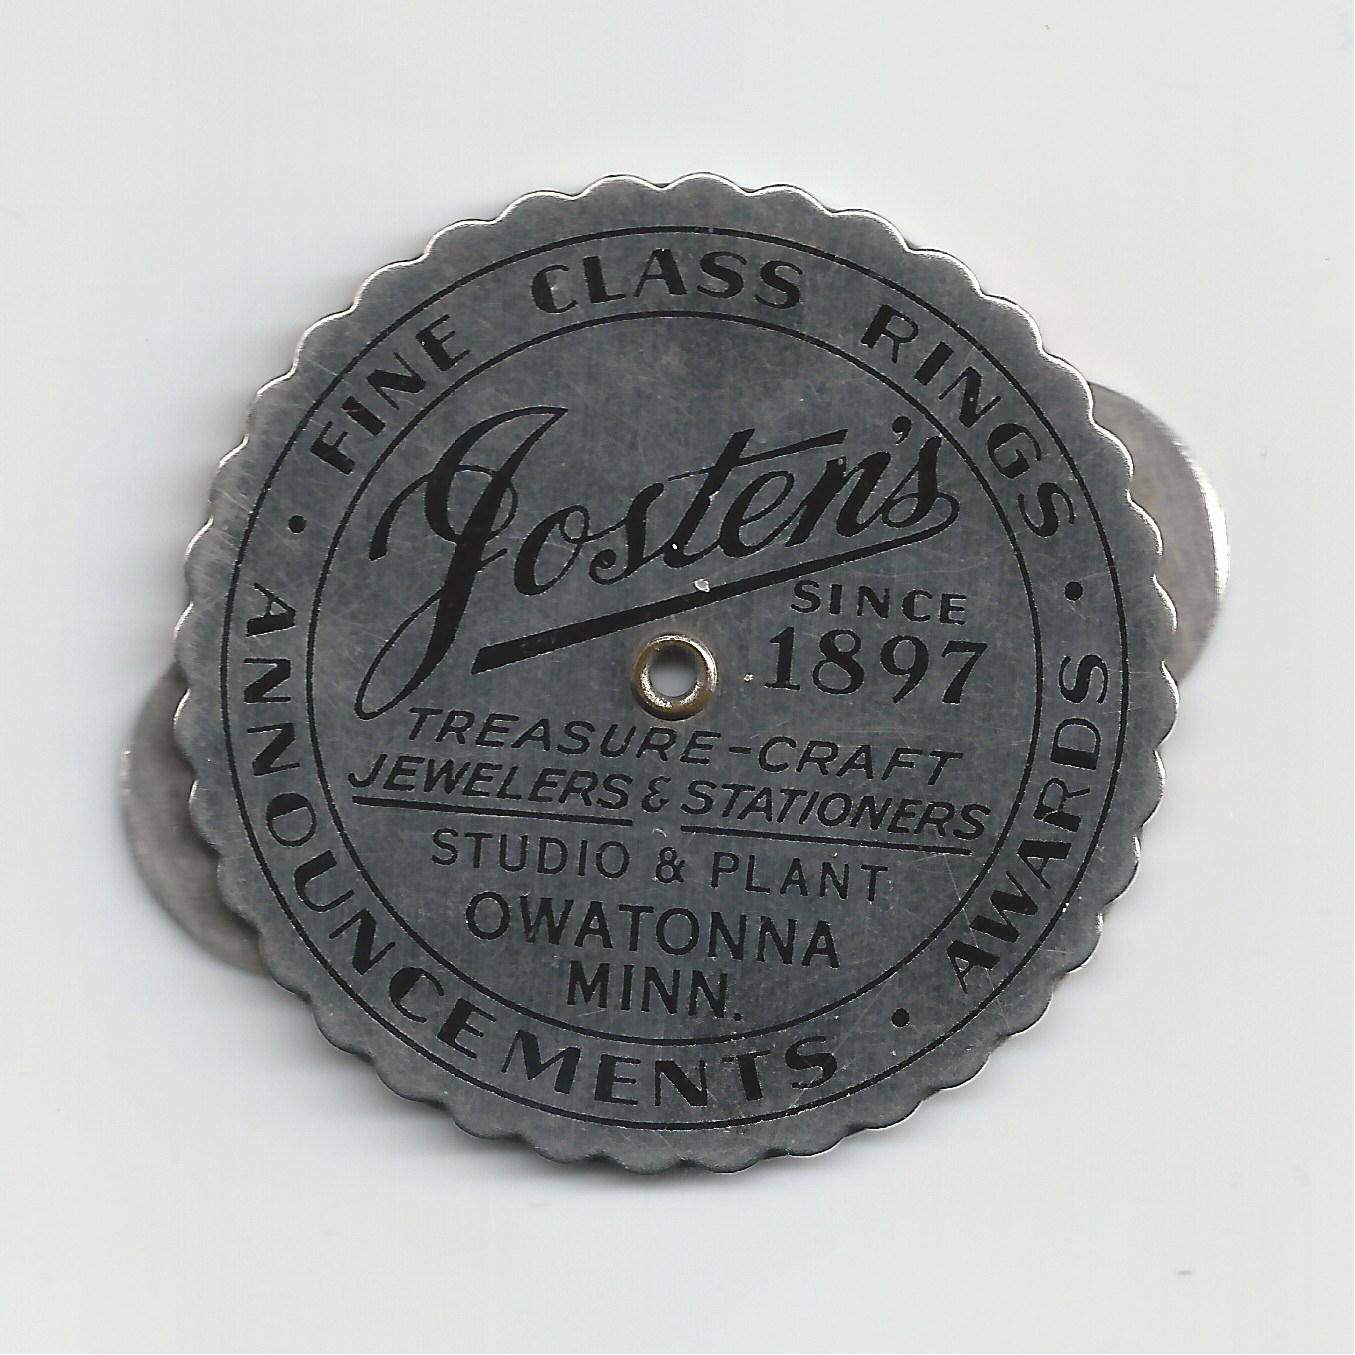 FINE CLASS RINGS · AWARDS · ANNOUNCEMENTS ·
Josten's
SINCE
1897
TREASURE-CRAFT
JEWELERS & STATIONERS
STUDIO & PLANT
OWATONNA
MINN.